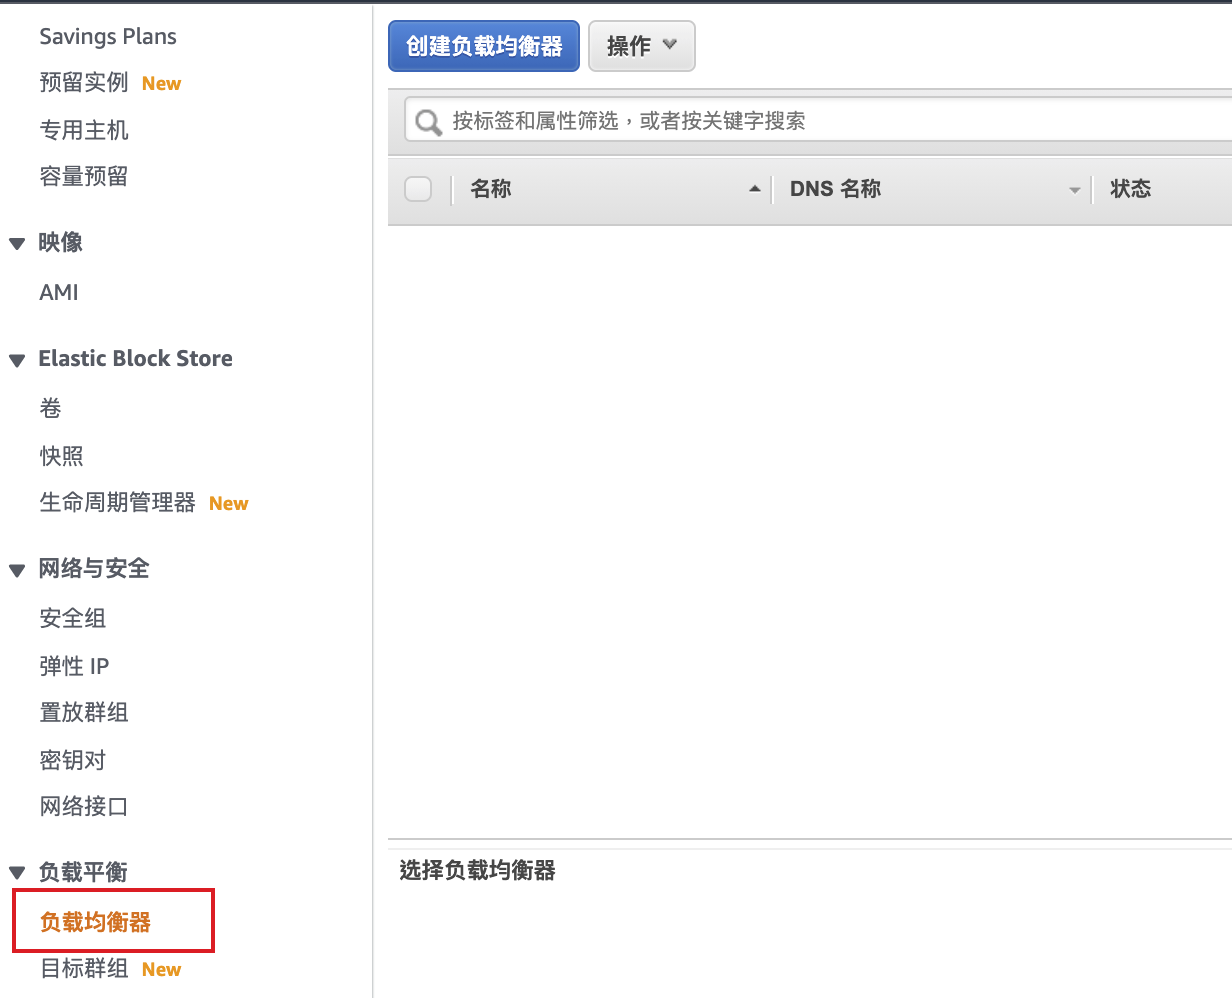 Savings Plans
预留实例 New
专用主机
容量预留
映像
AMI
Elastic Block Store
卷
快照
生命周期管理器 New
网络与安全
安全组
弹性 IP
置放群组
密钥对
网络接口
负载平衡
负载均衡器
目标群组 New
创建负载均衡器 操作
按标签和属性筛选，或者按关键字搜索
名称 DNS 名称 状态
选择负载均衡器